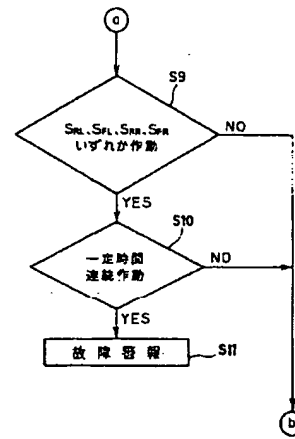 a
S9
SRL、SFL、SRR、SFR
いずれか作動
NO
YES
S10
一定時間
連続作動
NO
YES
故障警報
S11
b